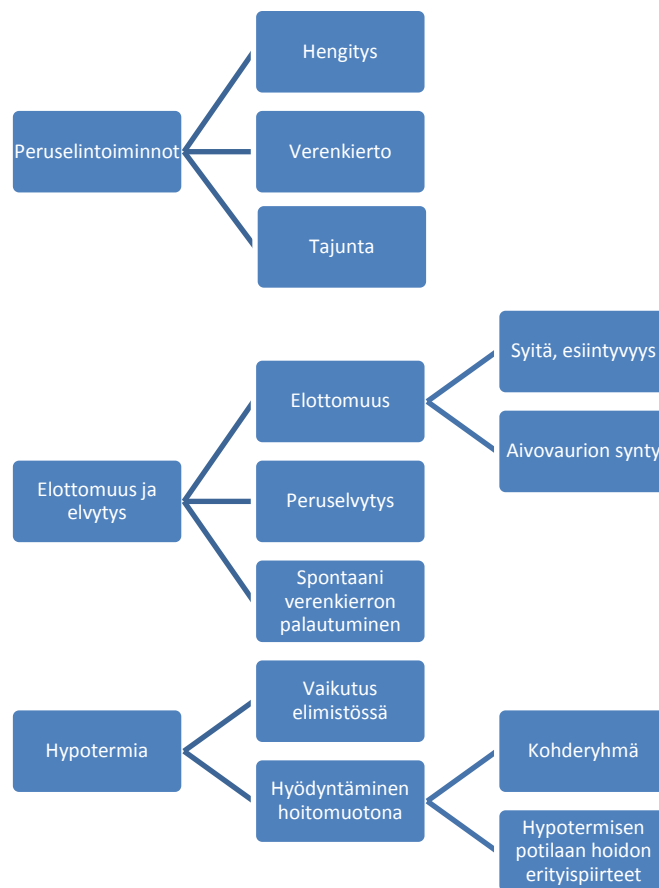 Peruselintoiminnot
Hengitys
Verenkierto
Tajunta
Elottomuus ja
elvytys
Elottomuus
Syitä, esiintyvyys
Aivovaurion synty
Peruselvytys
Spontaani
verenkierron
palautuminen
Hypotermia
Vaikutus
elimistössä
Hyödyntäminen
hoitomuotona
Kohderyhmä
Hypotermisen
potilaan hoidon
erityispiirteet